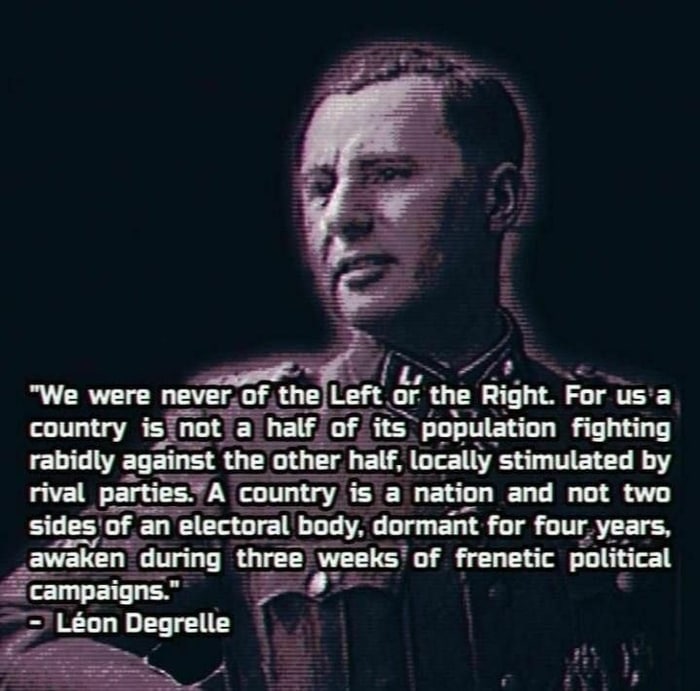 "We were never of the Left or the Right. For us a
country is not a half of its population fighting
rabidly against the other half, locally stimulated by
rival parties. A country is a nation and not two
sides of an electoral body, dormant for four years,
awaken during three weeks of frenetic political
campaigns."
- Léon Degrelle